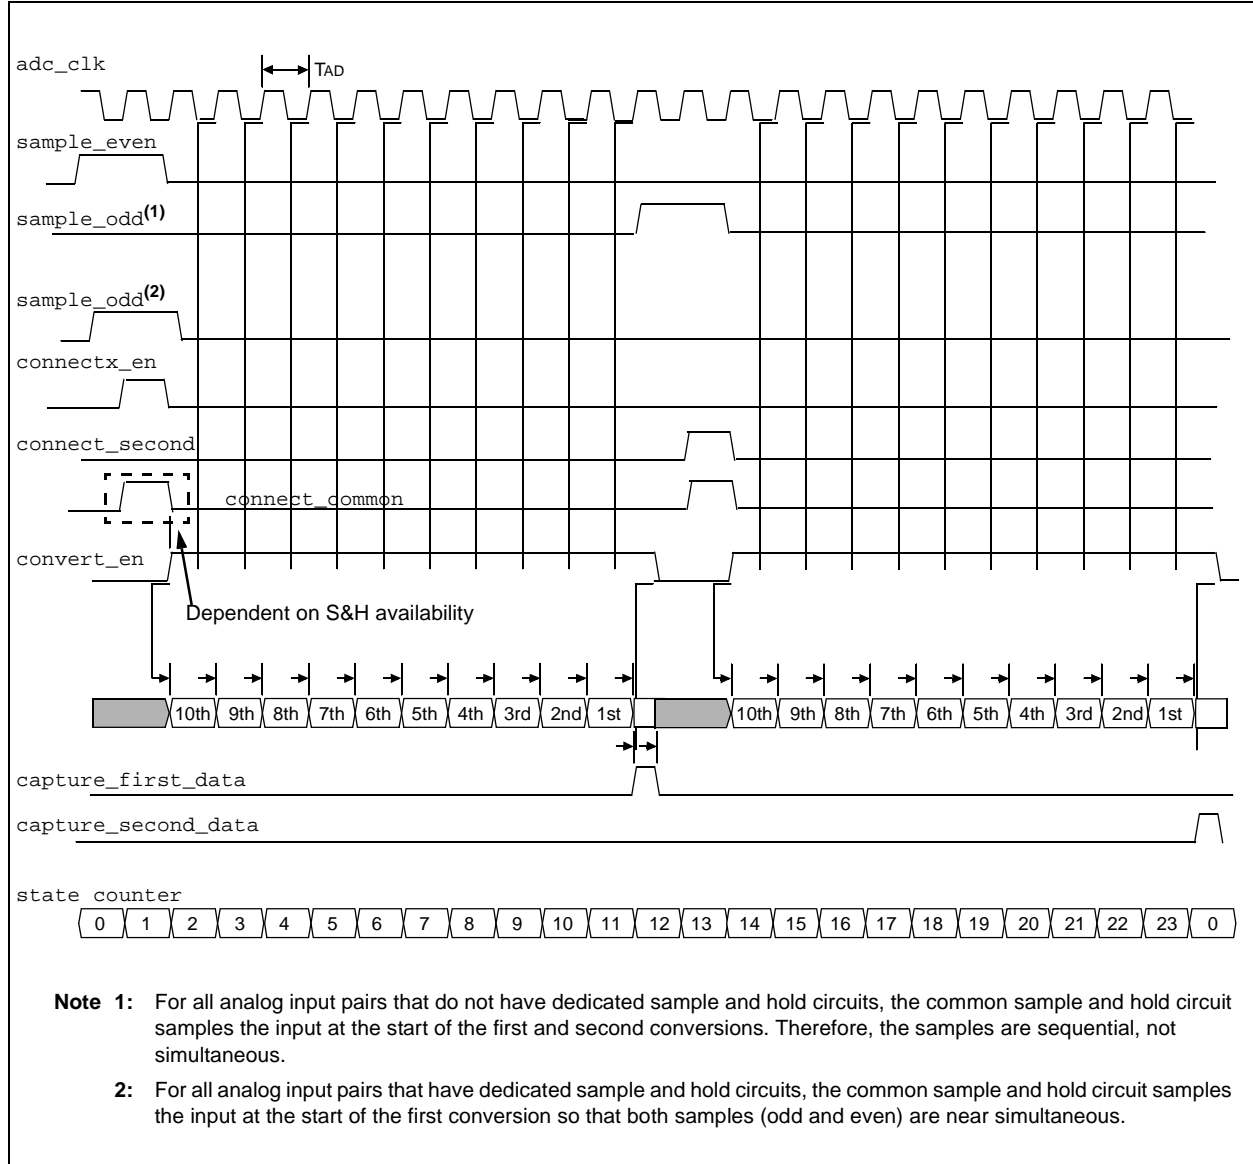 adc_clk
TAD
sample_even
sample_odd(1)
sample_odd(2)
connectx_en
connect_second
connect_common
convert_en
Dependent on S&H availability
10th 9th 8th 7th 6th 5th 4th 3rd 2nd 1st 10th 9th 8th 7th 6th 5th 4th 3rd 2nd 1st
capture_first_data
capture_second_data
state counter
0 1 2 3 4 5 6 7 8 9 10 11 12 13 14 15 16 17 18 19 20 21 22 23 0
Note 1: For all analog input pairs that do not have dedicated sample and hold circuits, the common sample and hold circuit
samples the input at the start of the first and second conversions. Therefore, the samples are sequential, not
simultaneous.
2: For all analog input pairs that have dedicated sample and hold circuits, the common sample and hold circuit samples
the input at the start of the first conversion so that both samples (odd and even) are near simultaneous.